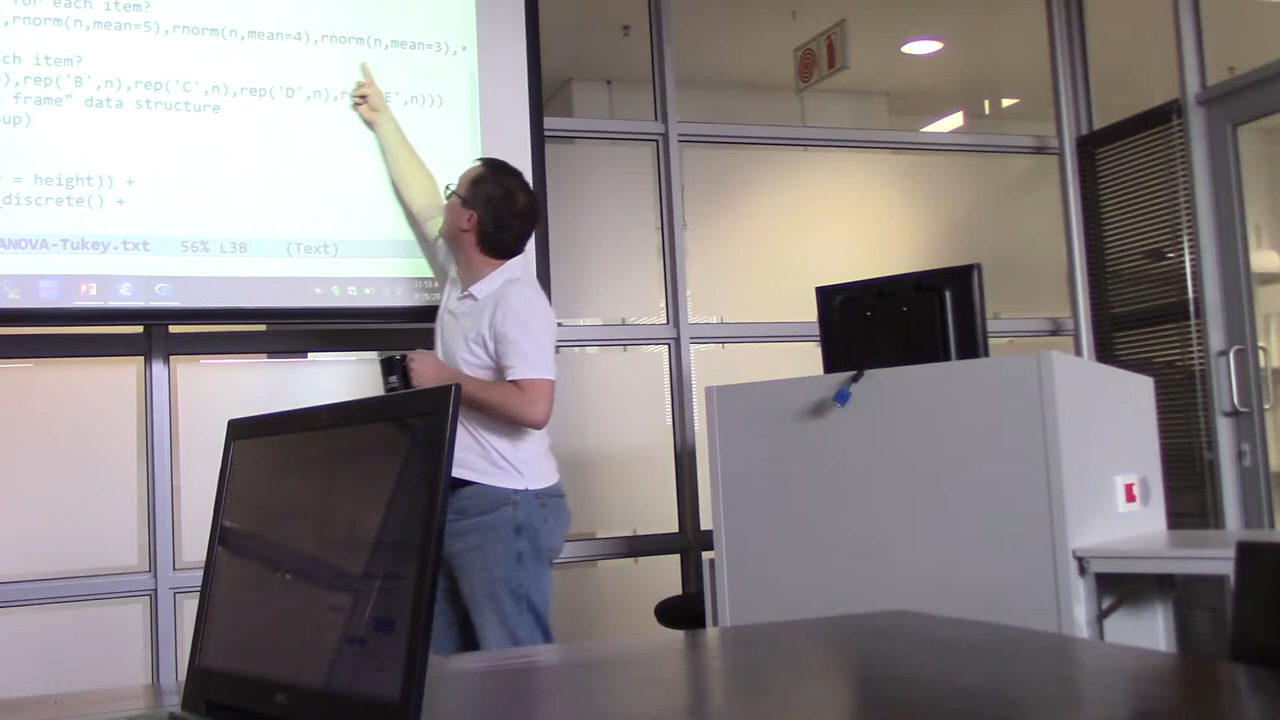 for each item?
,rnorm(n,mean=5),rnorm(n,mean=4),rnorm(n,mean=3),
ch item?
),rep('B',n),rep('C',n),rep('D',n),re 'E',n)))
frame" data structure
oup)
= height)) +
discrete() +
ANOVA-Tukey.txt 56% L38 (Text)